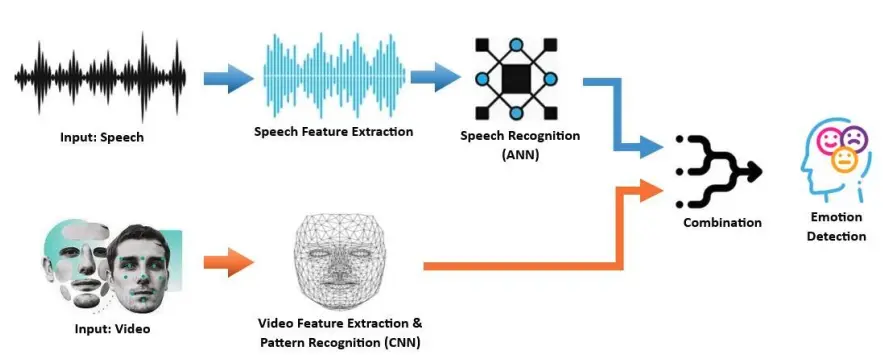 Input: Speech
Speech Feature Extraction
Speech Recognition
(ANN)
Combination
Emotion
Detection
Input: Video
Video Feature Extraction &
Pattern Recognition (CNN)